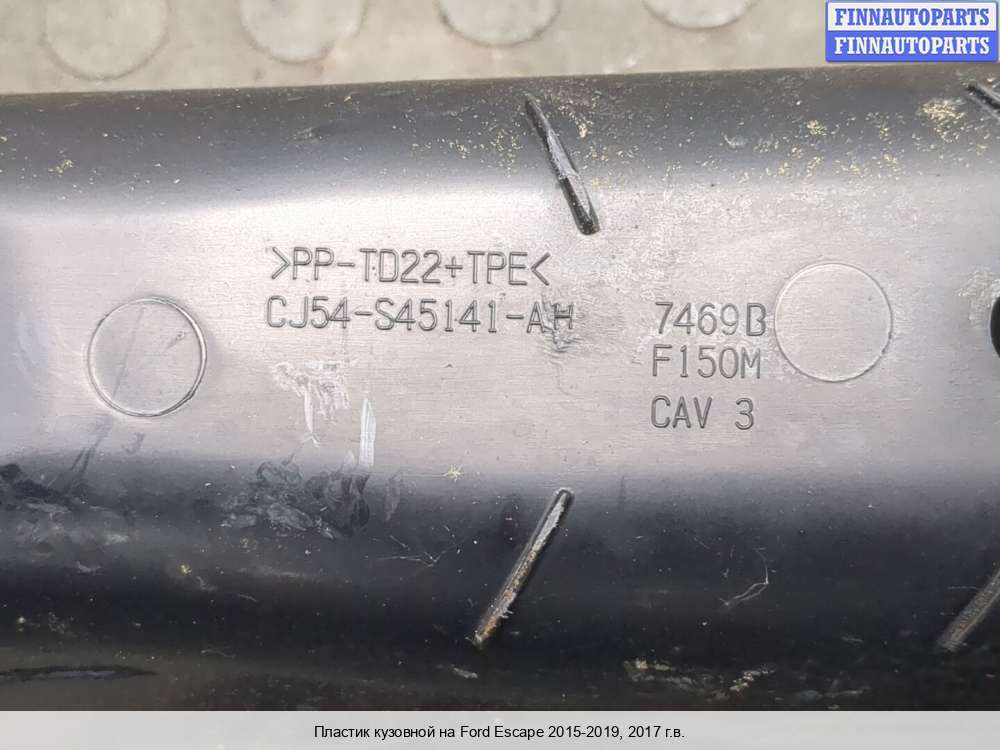 FINNAUTOPARTS
FINNAUTOPARTS
>PP-TD22+TPE<
CJ54-S45141-AH
7469B
F150M
CAV 3
Пластик кузовной на Ford Escape 2015-2019, 2017 г.в.